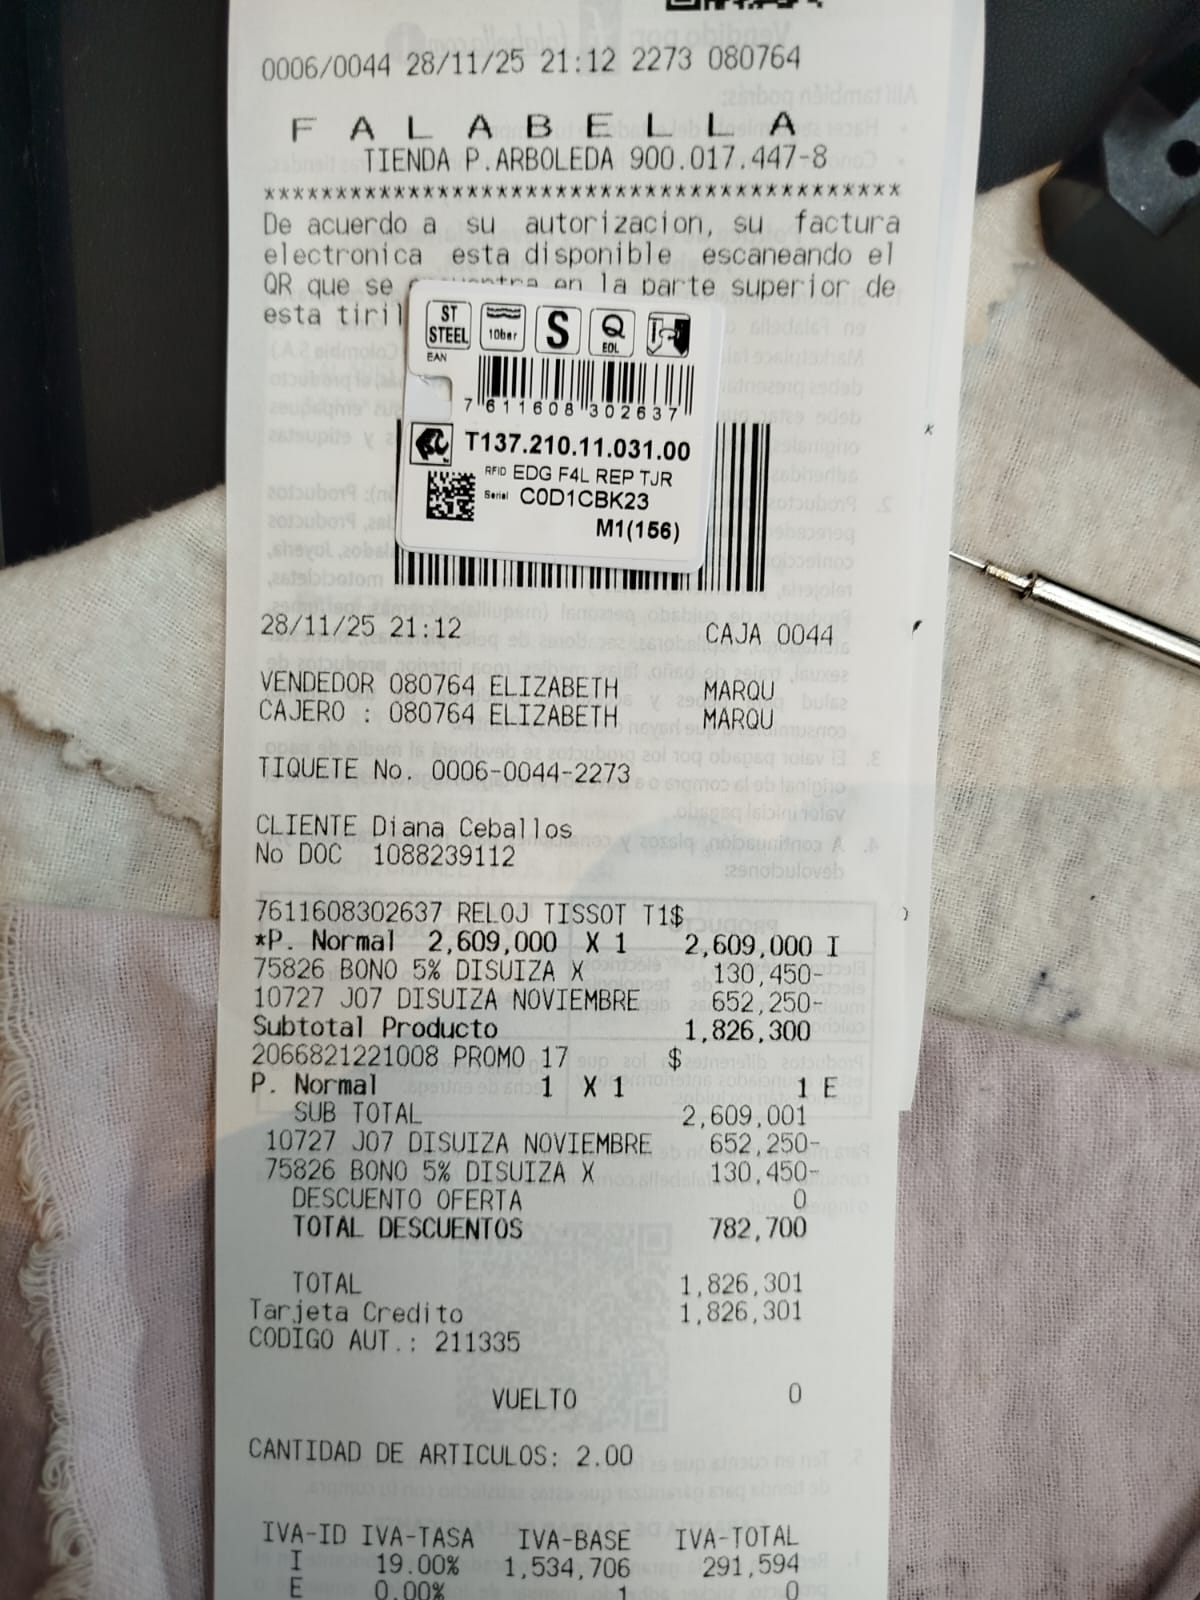 0006/0044 28/11/25 21:12 2273 080764
FALABELLA
TIENDA P.ARBOLEDA 900.017.447-8
********************************************
De acuerdo a su autorizacion, su factura
electronica esta disponible escaneando el
QR que se en la parte superior de
esta
ST STEEL 10bar S Q EOL
EAN
7 611608 302637
T137.210.11.031.00
RFID EDG F4L REP TJR
Serial C0D1CBK23
M1(156)
28/11/25 21:12 CAJA 0044
VENDEDOR 080764 ELIZABETH MARQU
CAJERO : 080764 ELIZABETH MARQU
TIQUETE No. 0006-0044-2273
CLIENTE Diana Ceballos
No DOC 1088239112
7611608302637 RELOJ TISSOT T1$
*P. Normal 2,609,000 X 1 2,609,000 I
75826 BONO 5% DISUIZA X 130,450-
10727 J07 DISUIZA NOVIEMBRE 652,250-
Subtotal Producto 1,826,300
2066821221008 PROMO 17 $
P. Normal 1 X 1 1 E
SUB TOTAL 2,609,001
10727 J07 DISUIZA NOVIEMBRE 652,250-
75826 BONO 5% DISUIZA X 130,450-
DESCUENTO OFERTA 0
TOTAL DESCUENTOS 782,700
TOTAL 1,826,301
Tarjeta Credito 1,826,301
CODIGO AUT.: 211335
VUELTO 0
CANTIDAD DE ARTICULOS: 2.00
IVA-ID IVA-TASA IVA-BASE IVA-TOTAL
I 19.00% 1,534,706 291,594
E 0.00% 1 0